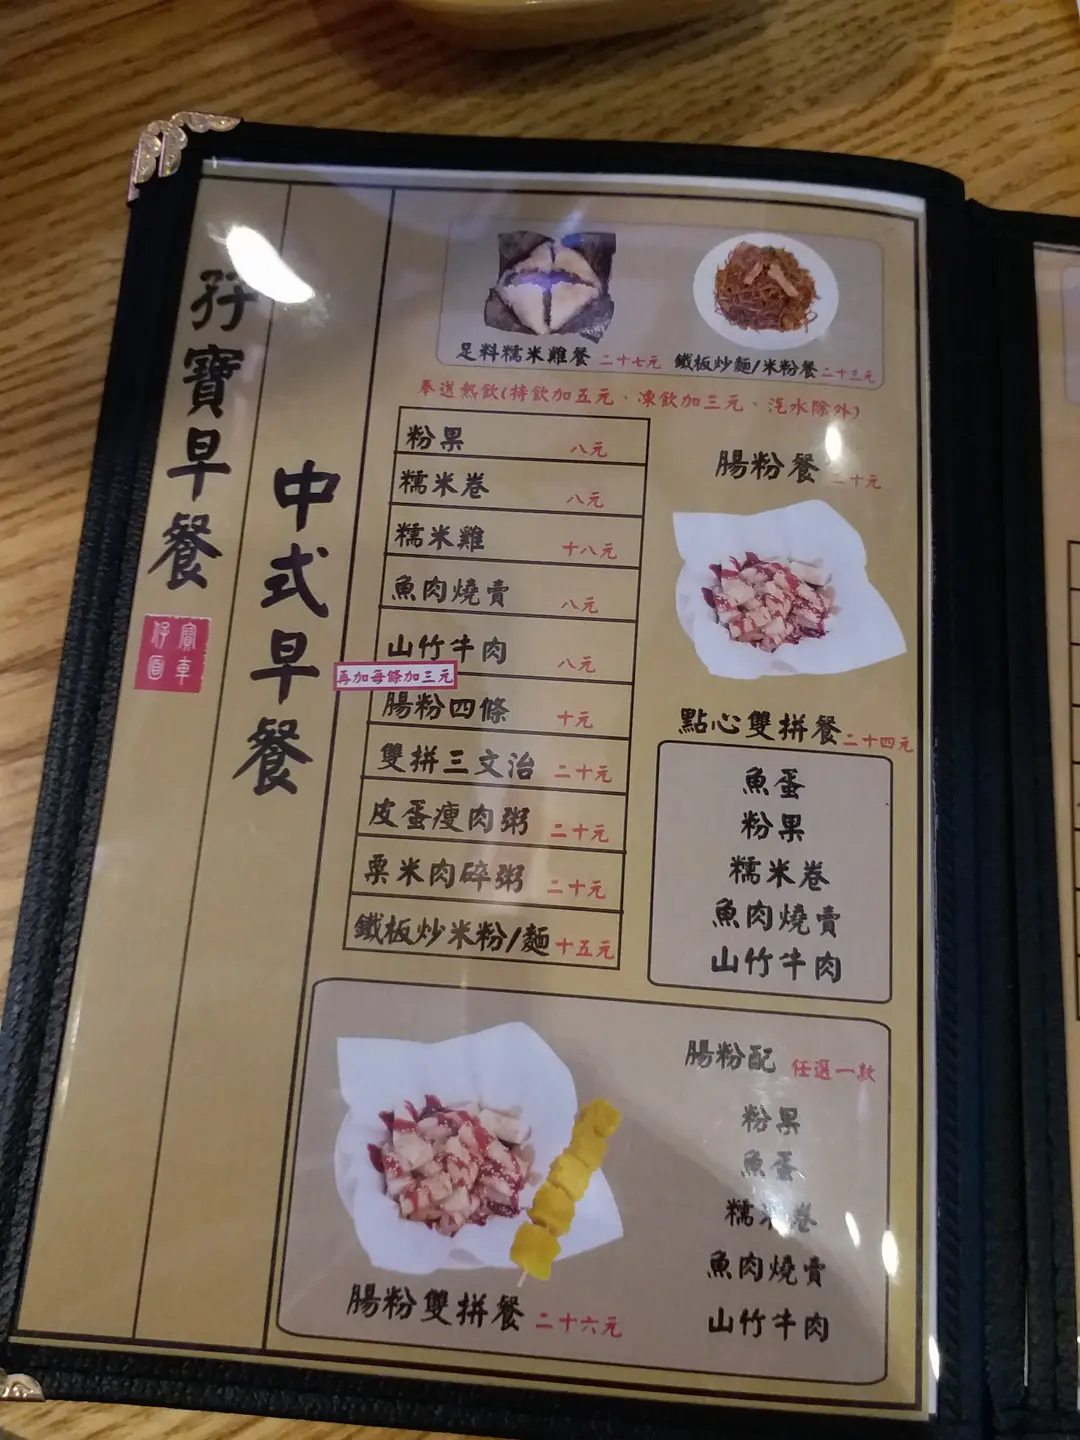 孖寶早餐
仔寶
圓車
中式早餐
足料糯米雞餐 二十七元
鐵板炒麵/米粉餐 二十三元
奉送熱飲(特飲加五元、凍飲加三元、汽水除外)
粉果 八元
糯米卷 八元
糯米雞 十八元
魚肉燒賣 八元
山竹牛肉 八元
再加每條加三元
腸粉四條 十元
雙拼三文治 二十元
皮蛋瘦肉粥 二十元
粟米肉碎粥 二十元
鐵板炒米粉/麵 十五元
腸粉餐 二十元
點心雙拼餐 二十四元
魚蛋
粉果
糯米卷
魚肉燒賣
山竹牛肉
腸粉雙拼餐 二十六元
腸粉配 任選一款
粉果
魚蛋
糯米卷
魚肉燒賣
山竹牛肉